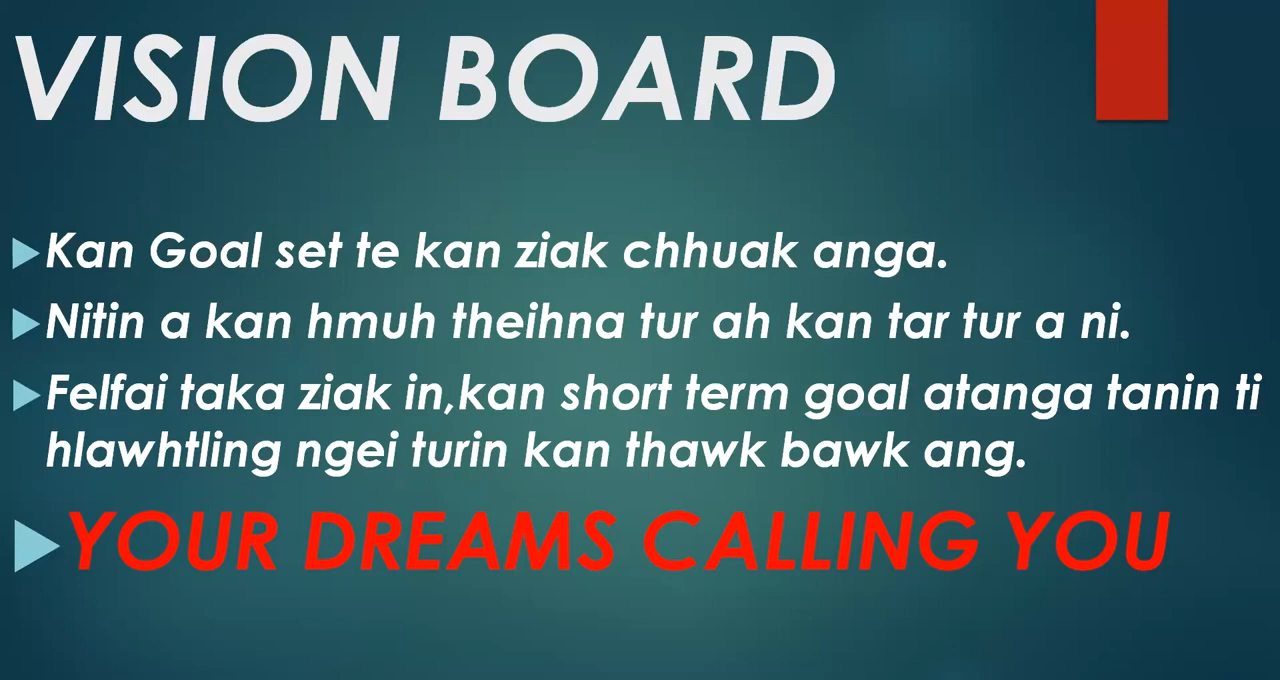 VISION BOARD
Kan Goal set te kan ziak chhuak anga.
Nitin a kan hmuh theihna tur ah kan tar tur a ni.
Felfai taka ziak in,kan short term goal atanga tanin ti
hlawhtling ngei turin kan thawk bawk ang.
YOUR DREAMS CALLING YOU